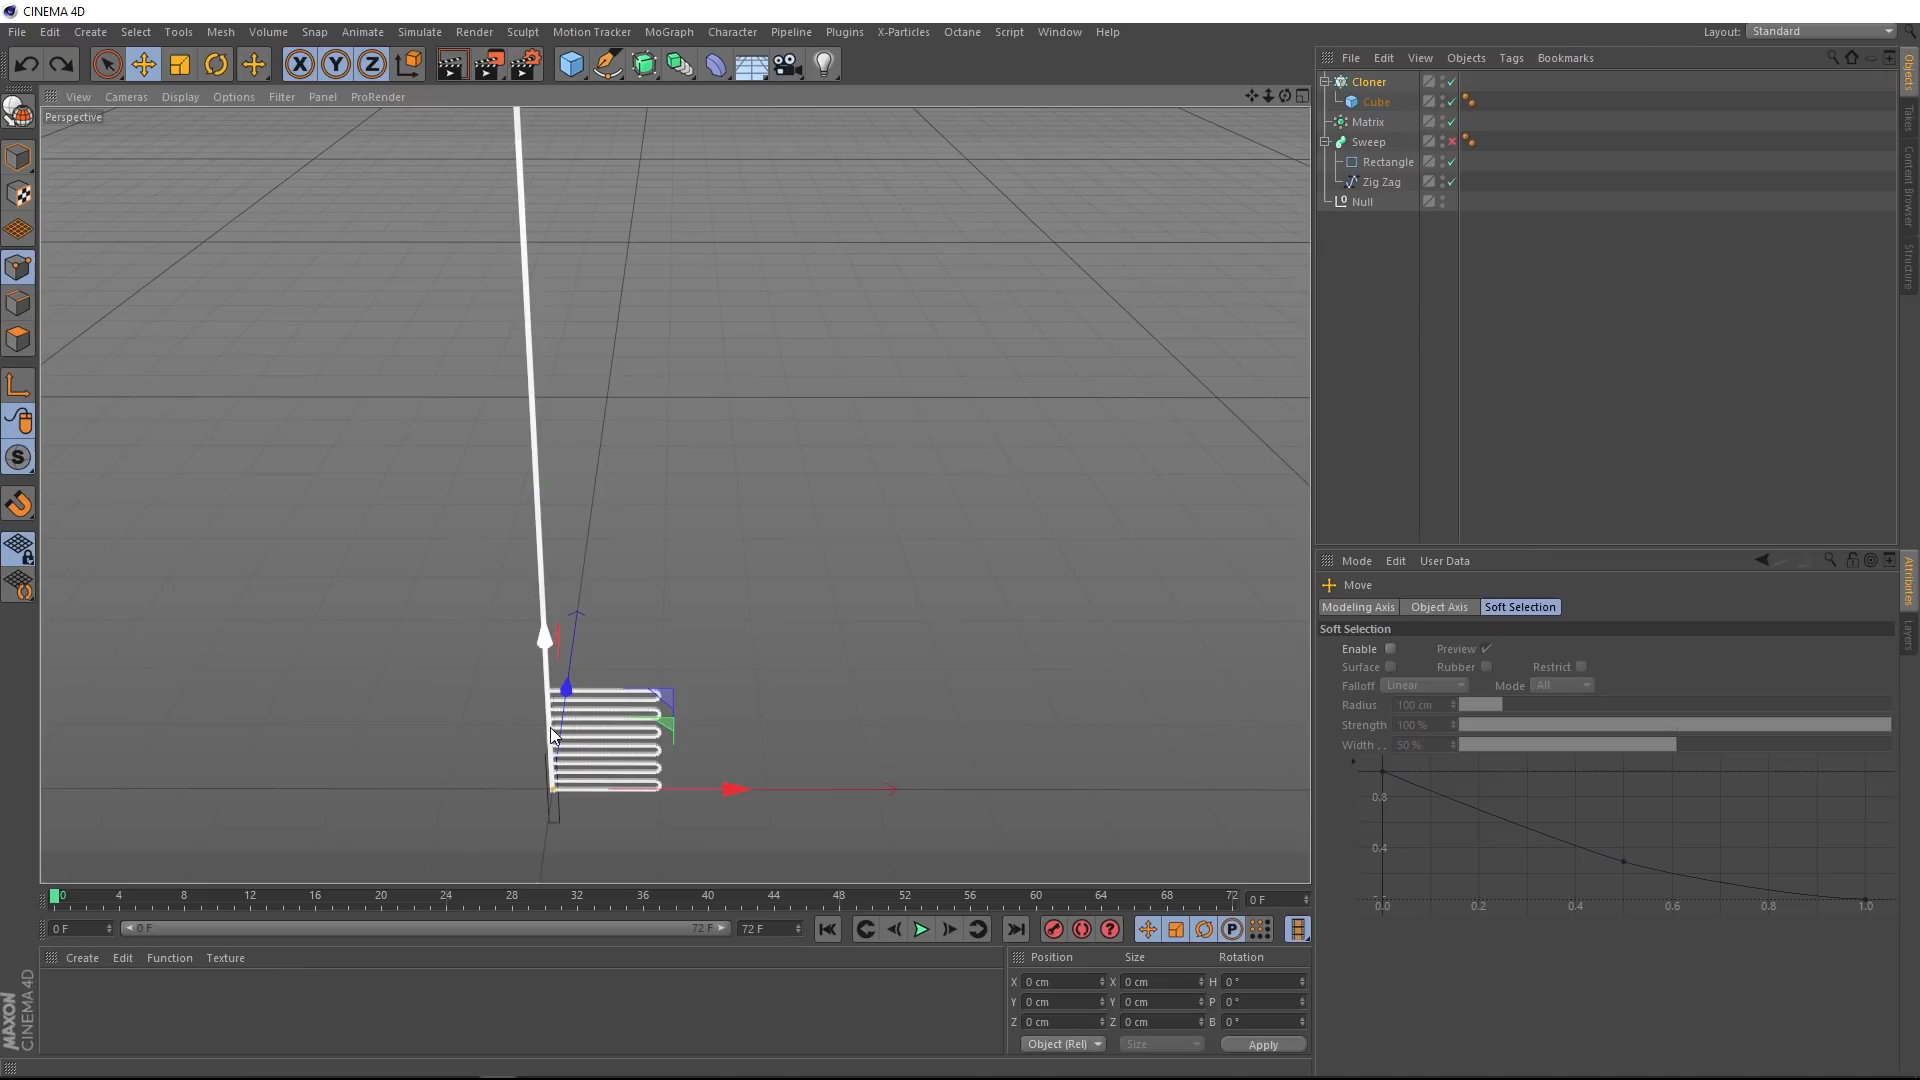 CINEMA 4D
File Edit Create Select Tools Mesh Volume Snap Animate Simulate Render Sculpt Motion Tracker MoGraph Character Pipeline Plugins X-Particles Octane Script Window Help
Layout: Standard
X Y Z
View Cameras Display Options Filter Panel ProRender
Perspective
File Edit View Objects Tags Bookmarks
Cloner
Cube
Matrix
Sweep
Rectangle
Zig Zag
Null
Objects
Takes
Content Browser
Structure
Mode Edit User Data
Move
Modeling Axis Object Axis Soft Selection
Soft Selection
Enable Preview
Surface Rubber Restrict
Falloff Linear Mode All
Radius 100 cm
Strength 100 %
Width . . 50 %
0.8
0.4
0.0 0.2 0.4 0.6 0.8 1.0
Attributes
Layers
S
0 4 8 12 16 20 24 28 32 36 40 44 48 52 56 60 64 68 72 0 F
0 F 0 F 72 F 72 F
P
Create Edit Function Texture
Position Size Rotation
X 0 cm X 0 cm H 0 °
Y 0 cm Y 0 cm P 0 °
Z 0 cm Z 0 cm B 0 °
Object (Rel) Size Apply
MAXON
CINEMA 4D